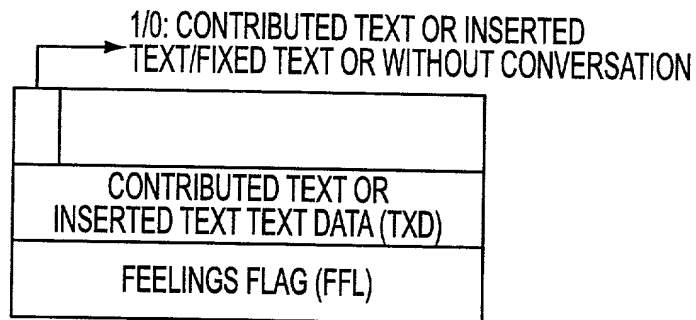 1/0: CONTRIBUTED TEXT OR INSERTED
TEXT/FIXED TEXT OR WITHOUT CONVERSATION
CONTRIBUTED TEXT OR
INSERTED TEXT TEXT DATA (TXD)
FEELINGS FLAG (FFL)